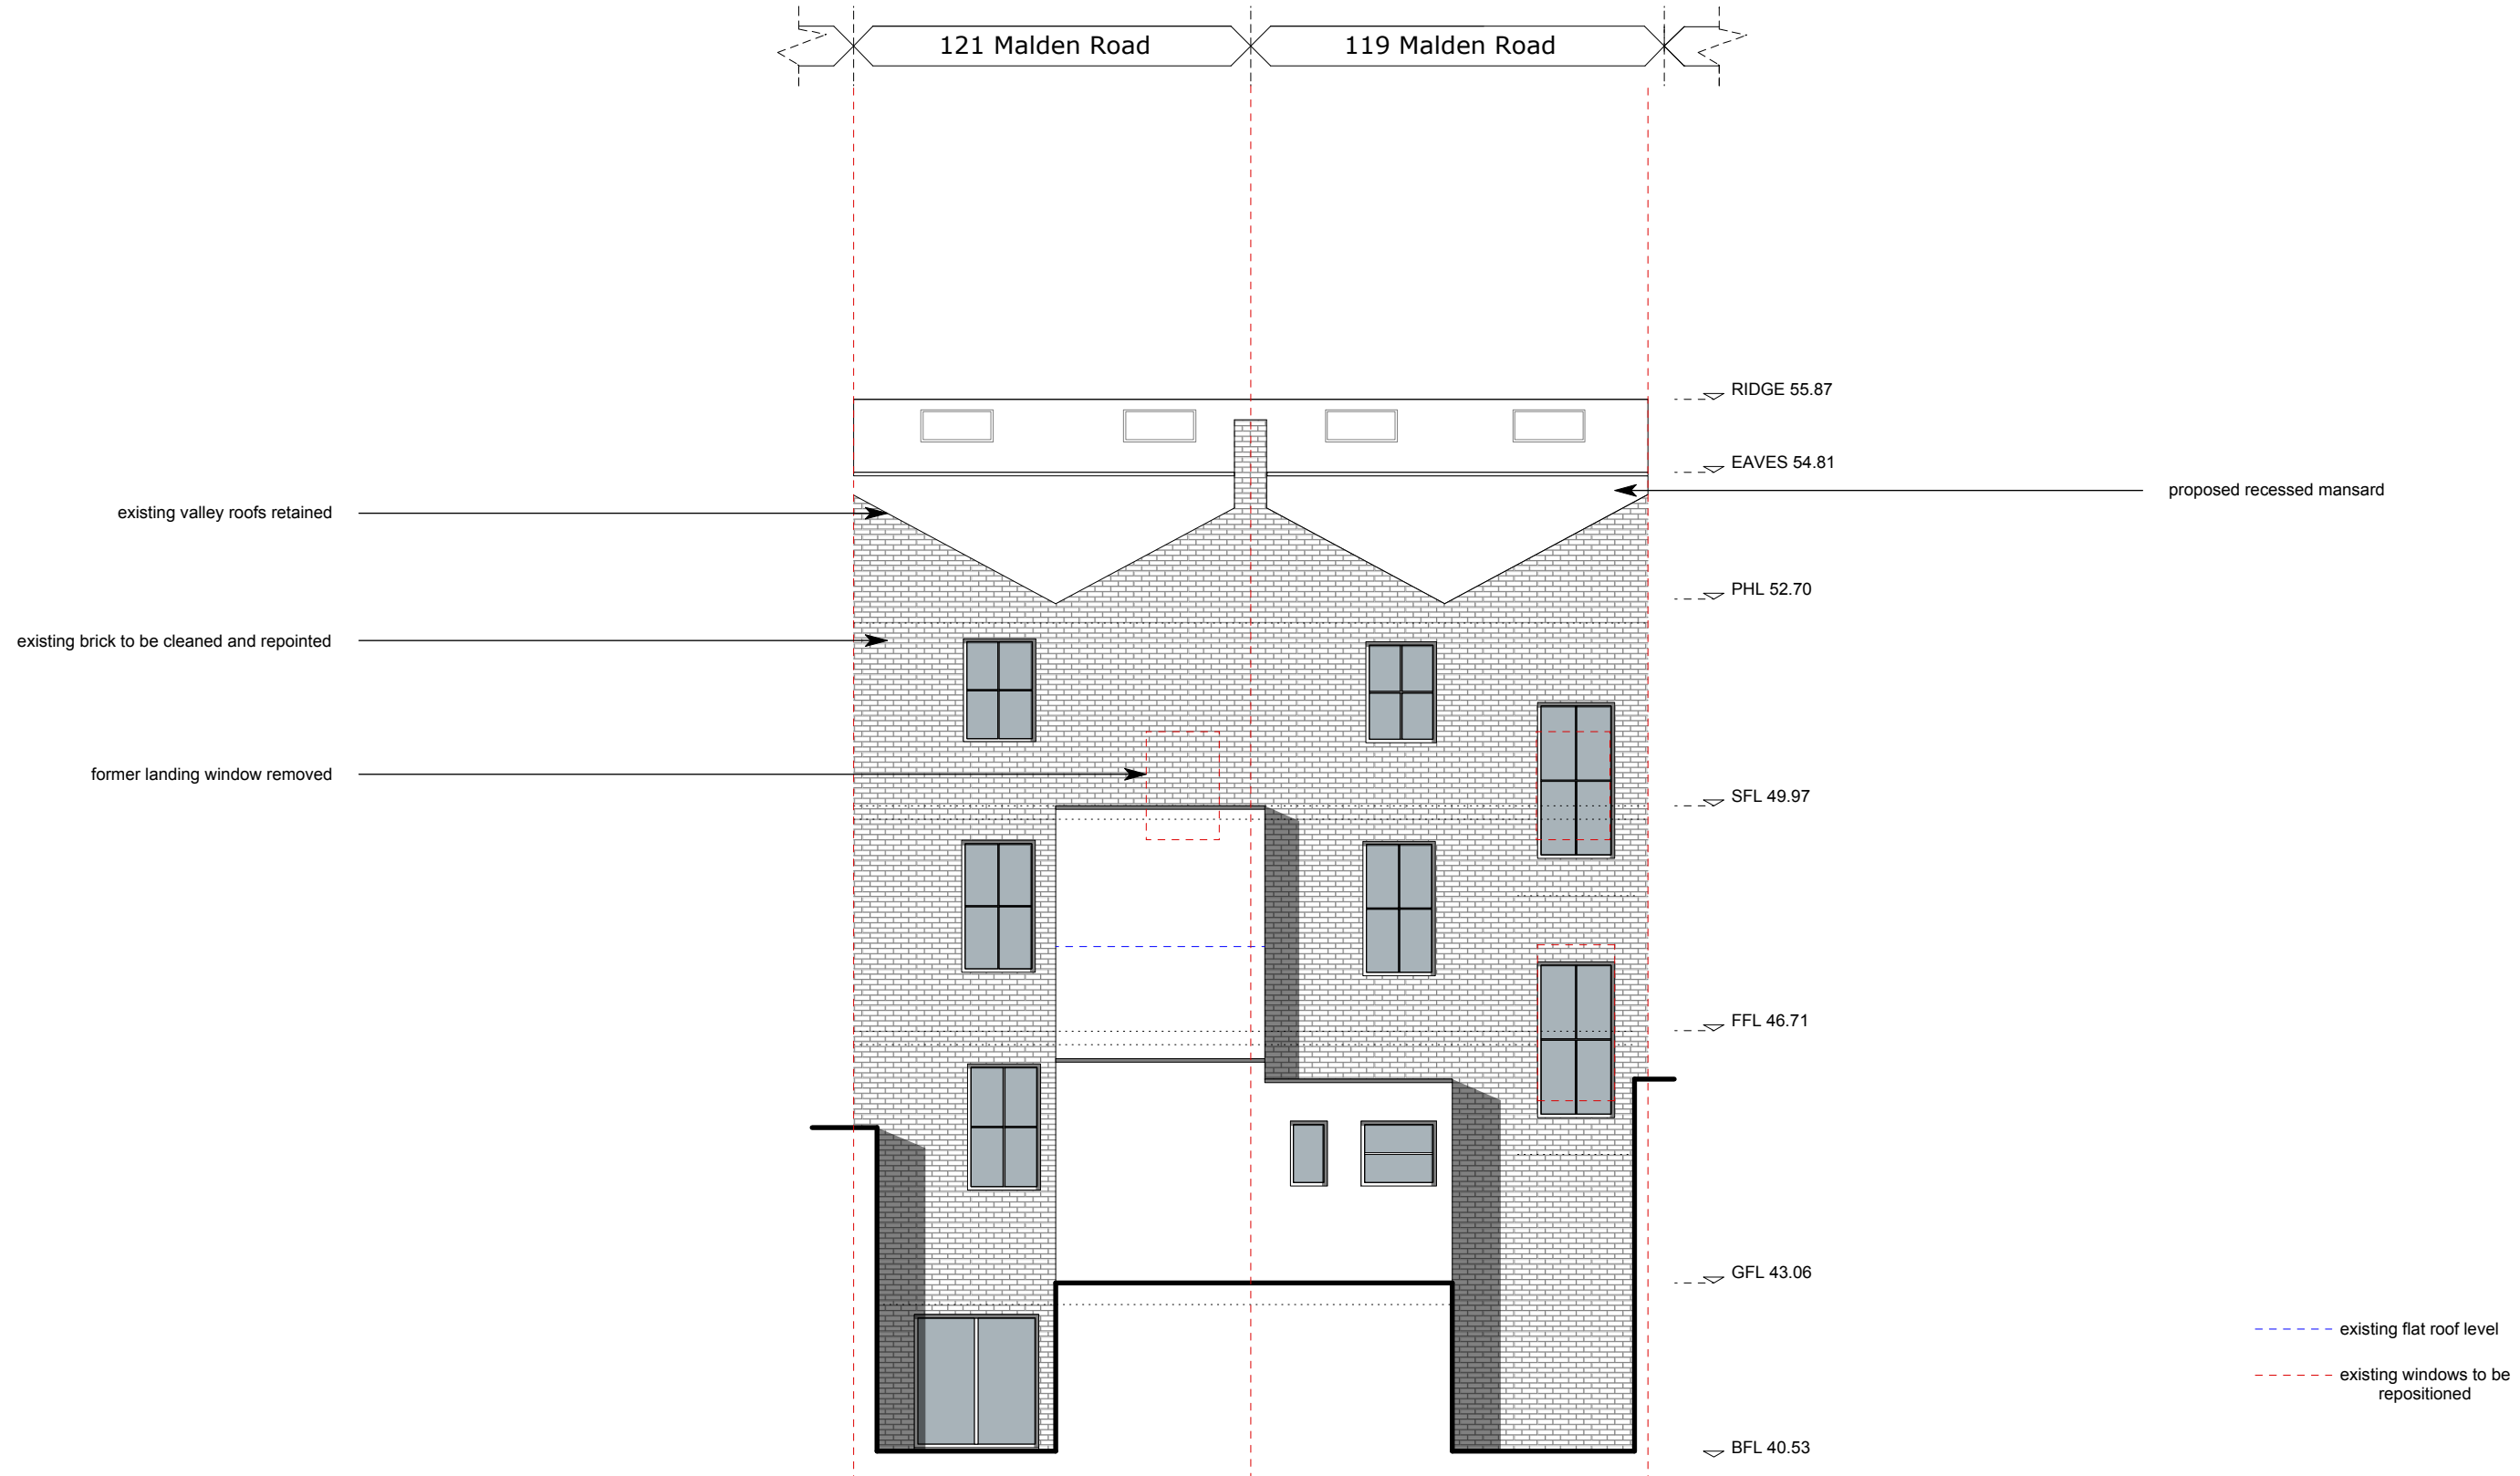 121 Malden Road
119 Malden Road
RIDGE 55.87
EAVES 54.81
proposed recessed mansard
existing valley roofs retained
PHL 52.70
existing brick to be cleaned and repointed
former landing window removed
SFL 49.97
FFL 46.71
GFL 43.06
existing flat roof level
existing windows to be
repositioned
BFL 40.53